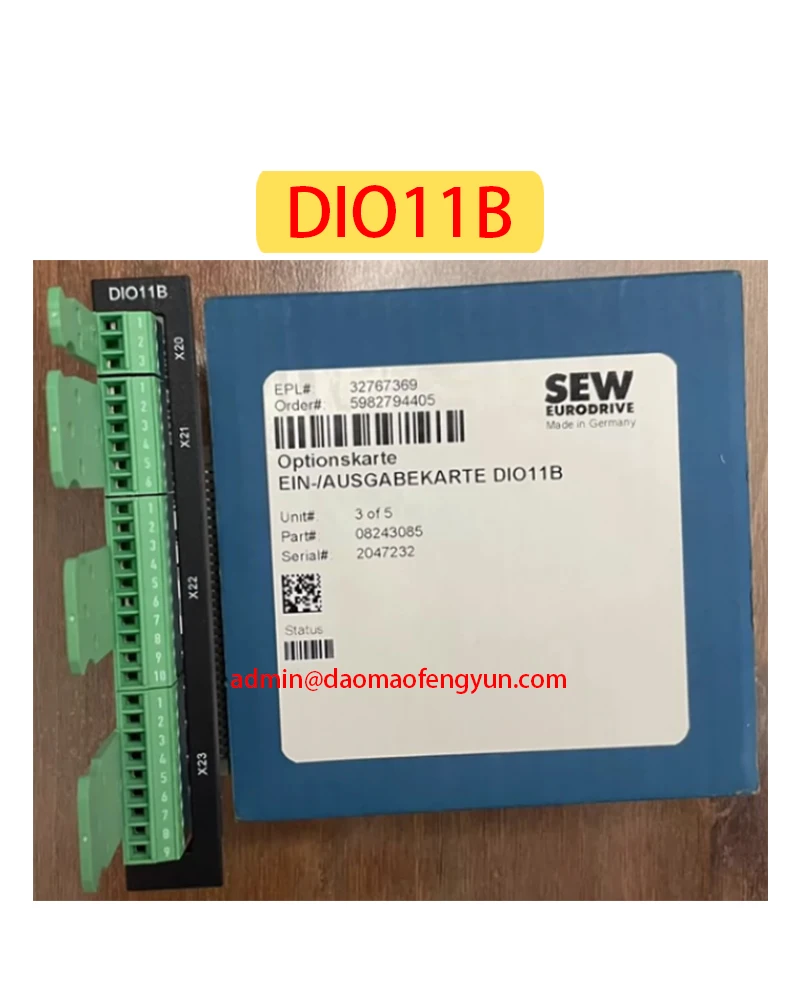 DIO11B
DIO11B
1
2
3
X20
1
2
3
4
5
6
X21
1
2
3
4
5
6
7
8
9
10
X22
1
2
3
4
5
6
7
8
9
X23
EPL#: 32767369
Order#: 5982794405
SEW
EURODRIVE
Made in Germany
Optionskarte
EIN-/AUSGABEKARTE DIO11B
Unit#: 3 of 5
Part#: 08243085
Serial#: 2047232
Status
admin@daomaofengyun.com